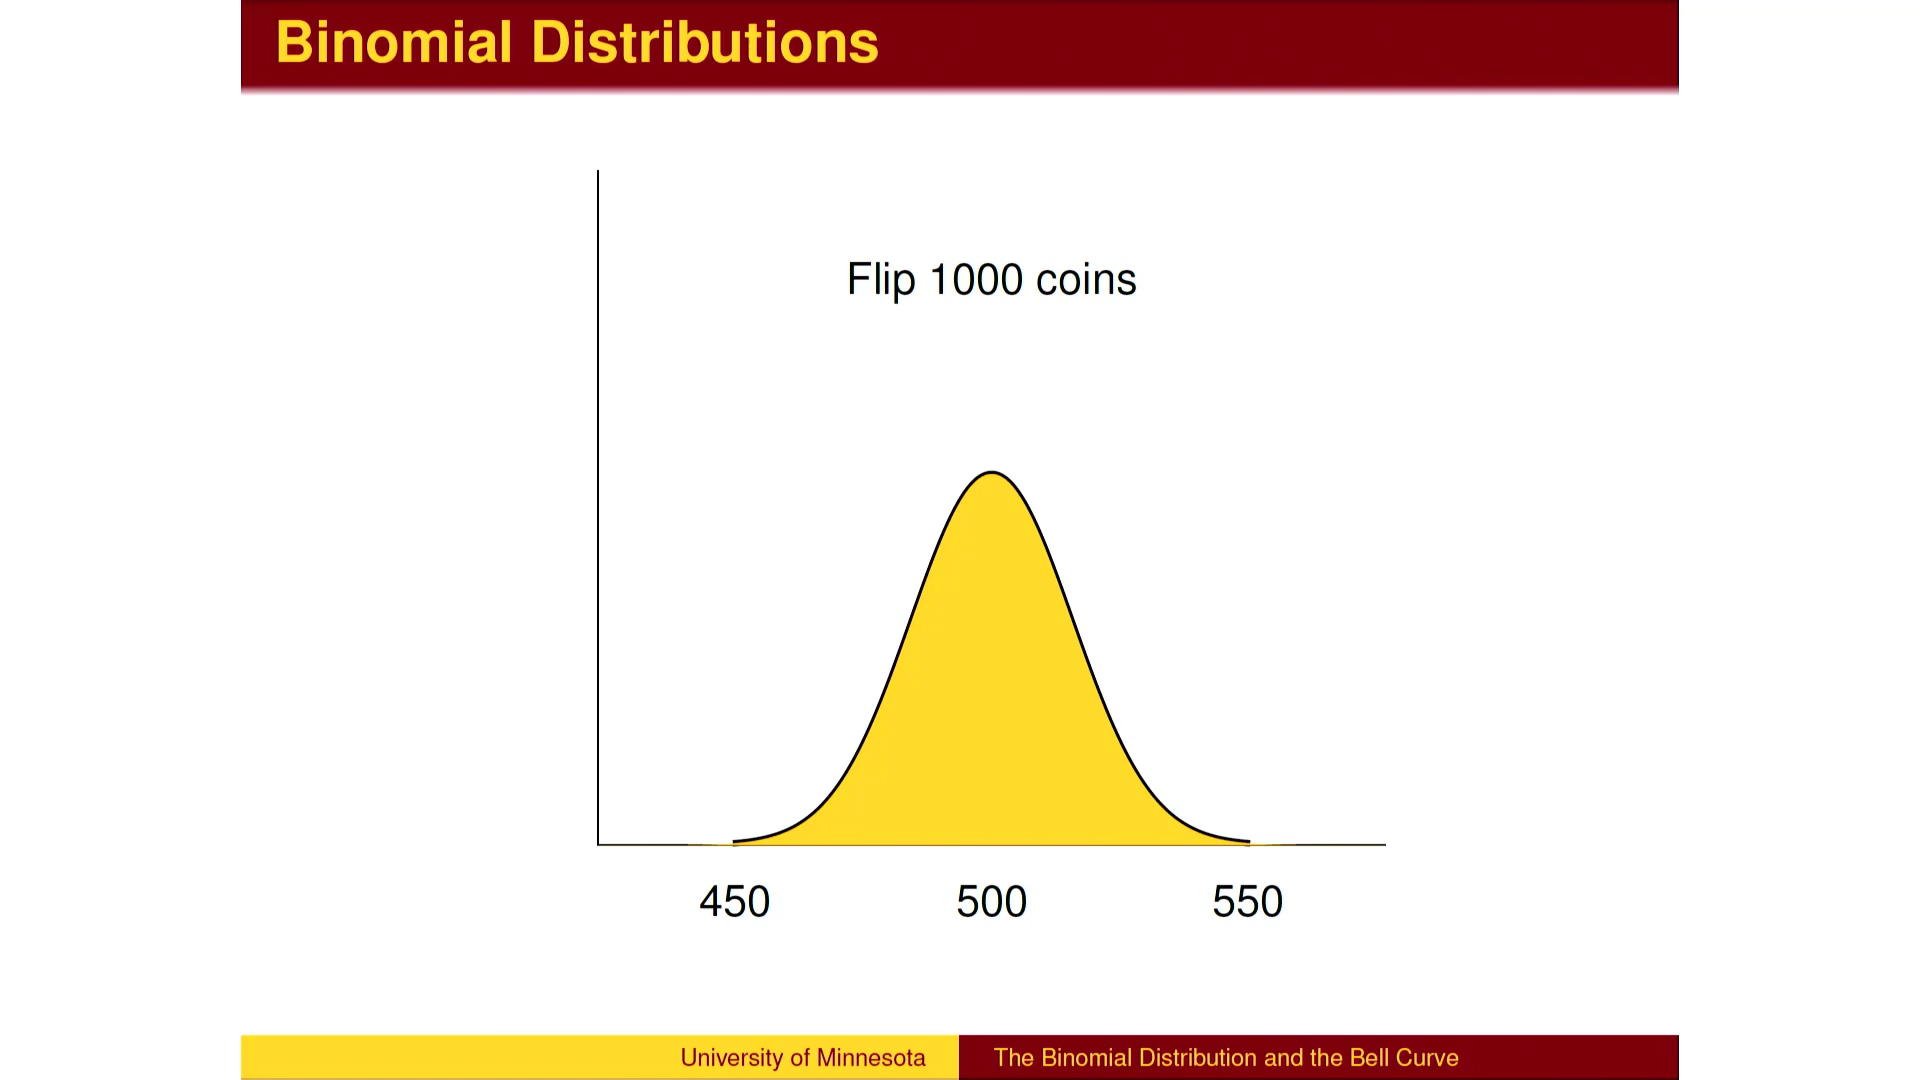 Binomial Distributions
Flip 1000 coins
450 500 550
University of Minnesota The Binomial Distribution and the Bell Curve